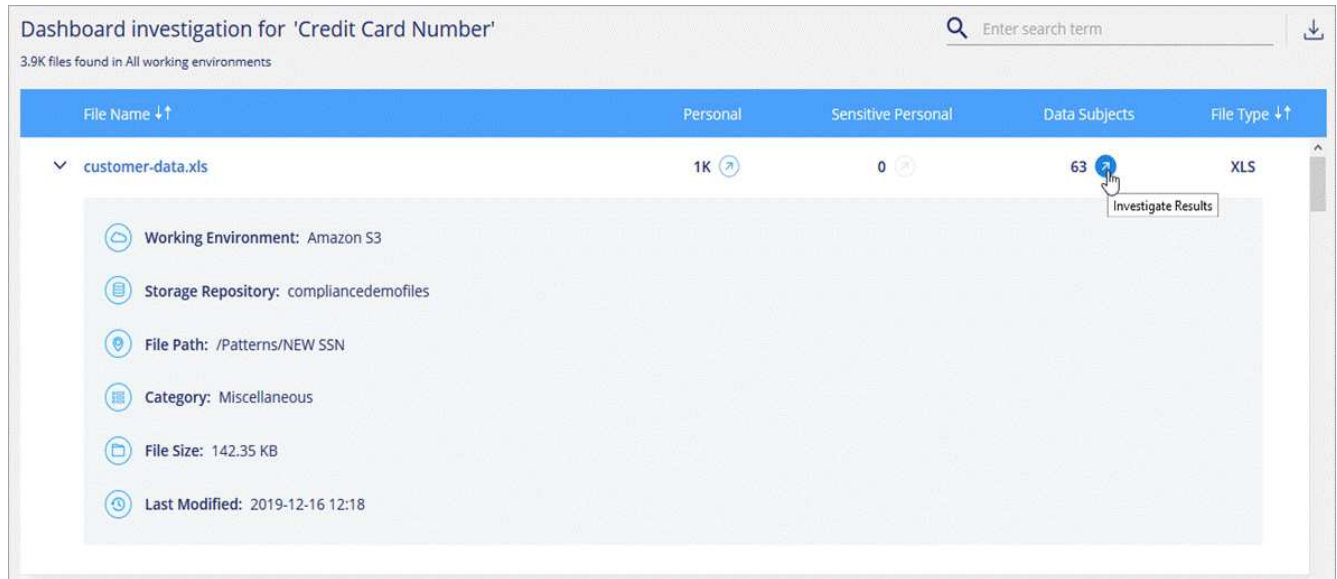 Dashboard investigation for 'Credit Card Number'
Enter search term
3.9K files found in All working environments
File Name Personal Sensitive Personal Data Subjects File Type
customer-data.xls 1K 0 63 XLS
Investigate Results
Working Environment: Amazon S3
Storage Repository: compliancedemofiles
File Path: /Patterns/NEW SSN
Category: Miscellaneous
File Size: 142.35 KB
Last Modified: 2019-12-16 12:18